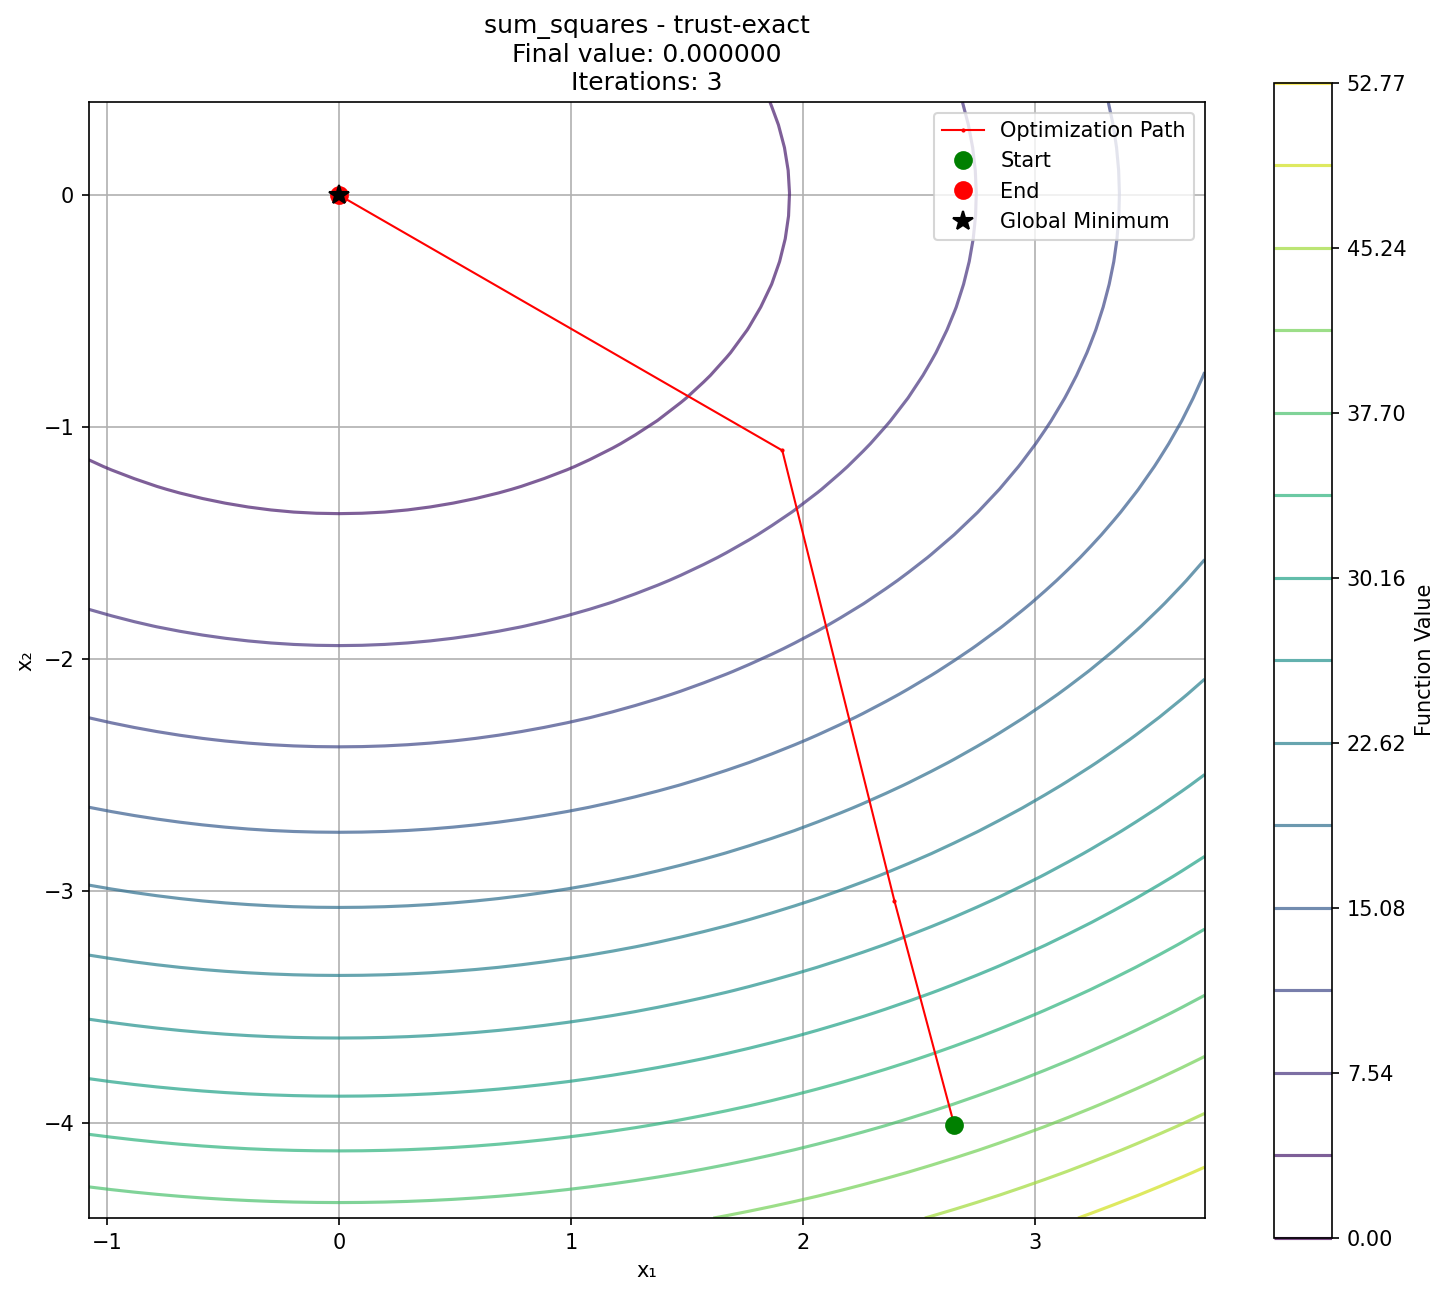 sum_squares - trust-exact
Final value: 0.000000
Iterations: 3
Optimization Path
Start
End
Global Minimum
0
−1
−2
−3
−4
x₂
−1
0
1
2
3
x₁
52.77
45.24
37.70
30.16
22.62
15.08
7.54
0.00
Function Value